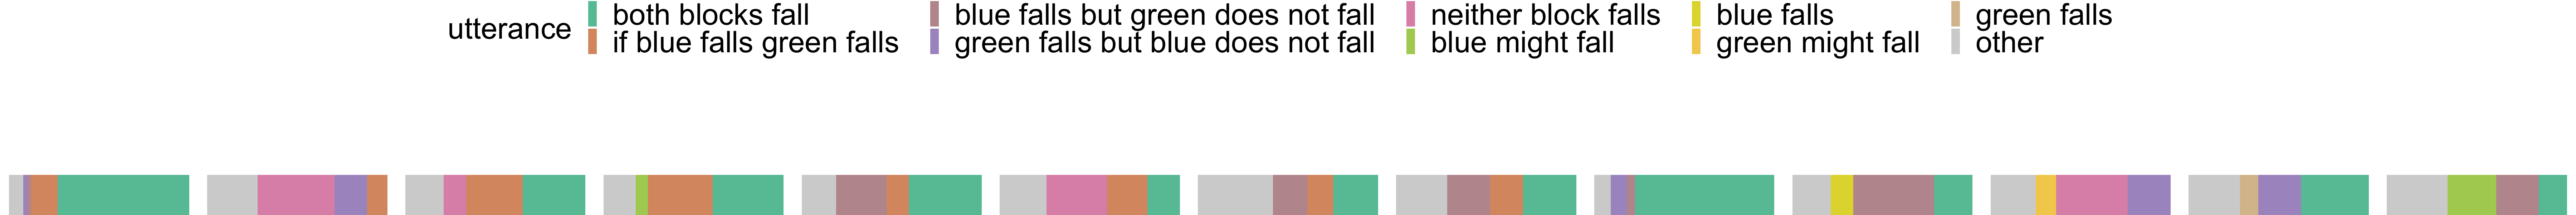 utterance
both blocks fall
if blue falls green falls
blue falls but green does not fall
green falls but blue does not fall
neither block falls
blue might fall
blue falls
green might fall
green falls
other